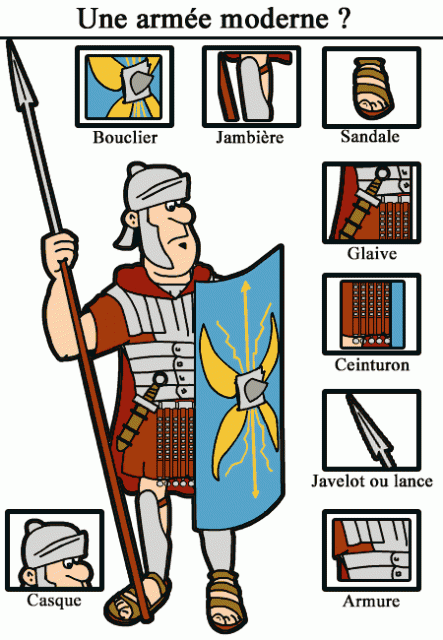 Une armée moderne ?
Bouclier
Jambière
Sandale
Glaive
Ceinturon
Javelot ou lance
Casque
Armure